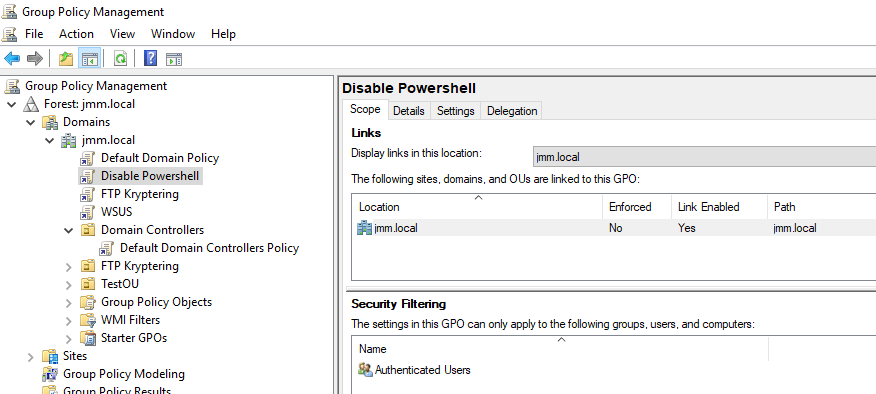 Group Policy Management
File Action View Window Help
Group Policy Management
Forest: jmm.local
Domains
jmm.local
Default Domain Policy
Disable Powershell
FTP Kryptering
WSUS
Domain Controllers
Default Domain Controllers Policy
FTP Kryptering
TestOU
Group Policy Objects
WMI Filters
Starter GPOs
Sites
Group Policy Modeling
Group Policy Results
Disable Powershell
Scope Details Settings Delegation
Links
Display links in this location: jmm.local
The following sites, domains, and OUs are linked to this GPO:
Location Enforced Link Enabled Path
jmm.local No Yes jmm.local
Security Filtering
The settings in this GPO can only apply to the following groups, users, and computers:
Name
Authenticated Users